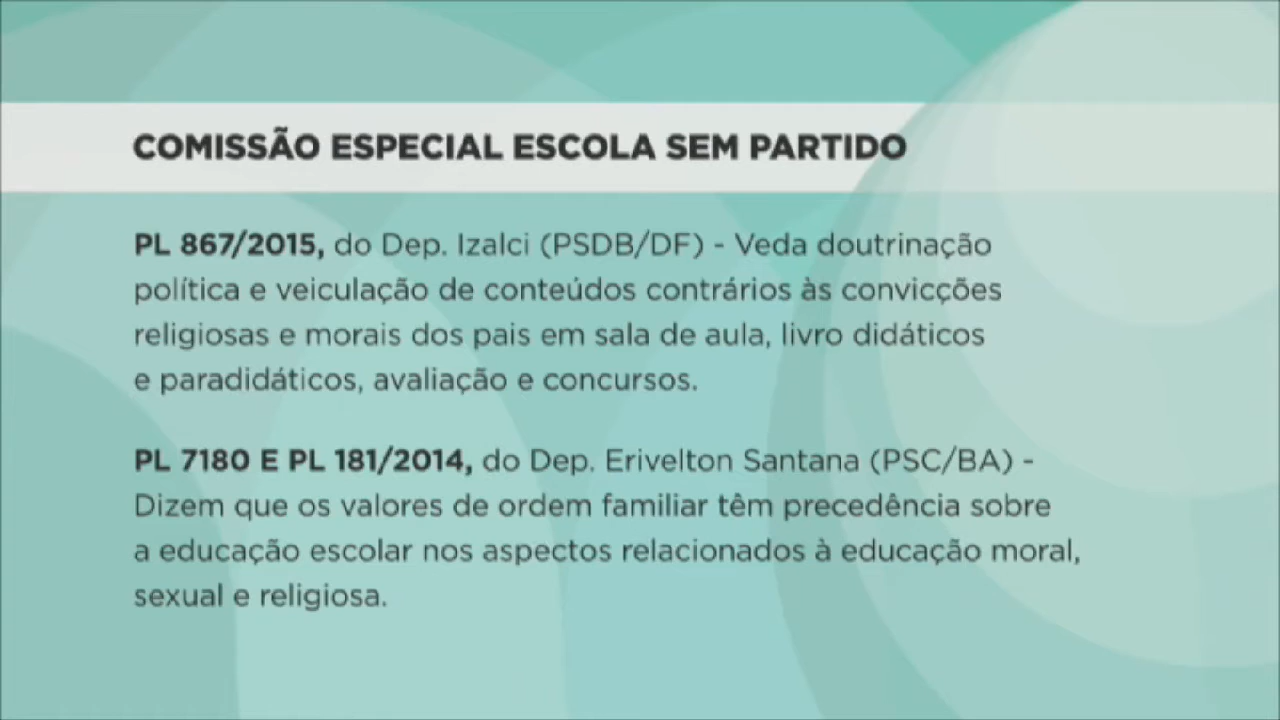 COMISSÃO ESPECIAL ESCOLA SEM PARTIDO
PL 867/2015, do Dep. Izalci (PSDB/DF) - Veda doutrinação
política e veiculação de conteúdos contrários às convicções
religiosas e morais dos pais em sala de aula, livro didáticos
e paradidáticos, avaliação e concursos.
PL 7180 E PL 181/2014, do Dep. Erivelton Santana (PSC/BA) -
Dizem que os valores de ordem familiar têm precedência sobre
a educação escolar nos aspectos relacionados à educação moral,
sexual e religiosa.